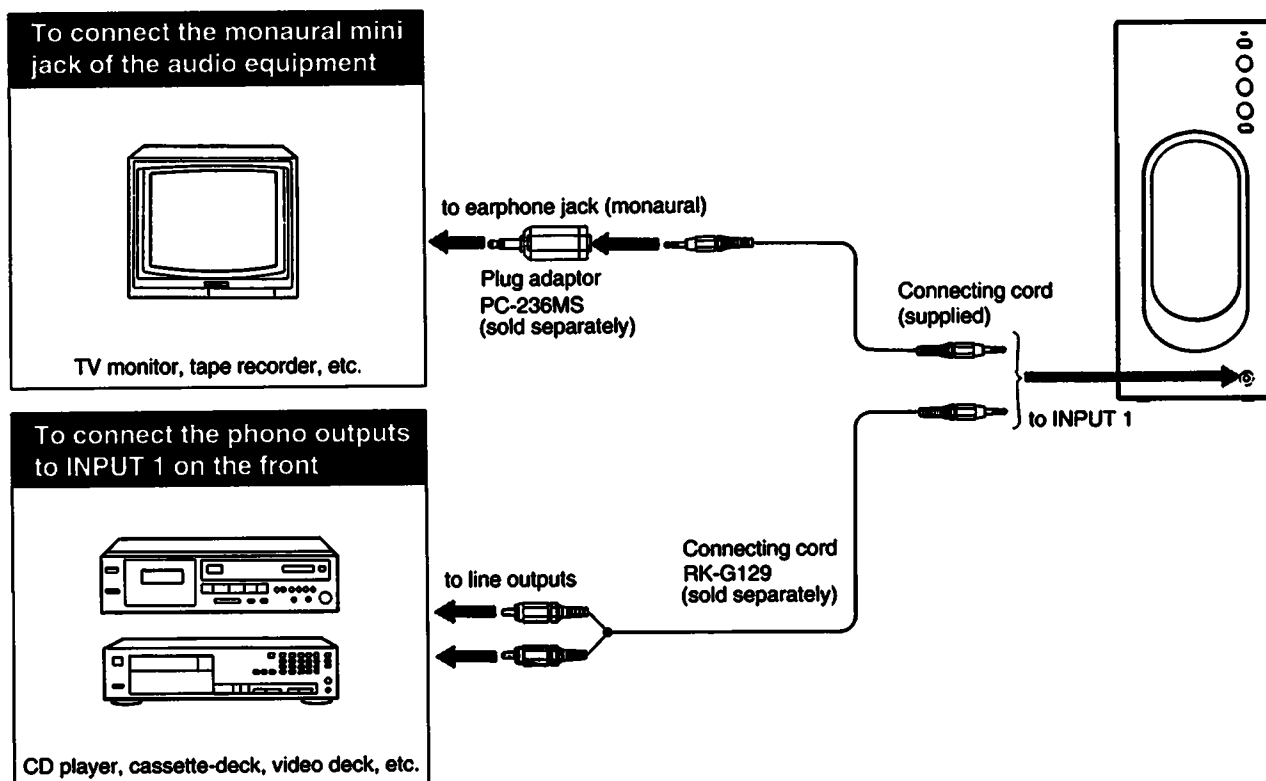 To connect the monaural mini
jack of the audio equipment
to earphone jack (monaural)
Plug adaptor
PC-236MS
(sold separately)
TV monitor, tape recorder, etc.
Connecting cord
(supplied)
to INPUT 1
To connect the phono outputs
to INPUT 1 on the front
Connecting cord
RK-G129
(sold separately)
to line outputs
CD player, cassette-deck, video deck, etc.